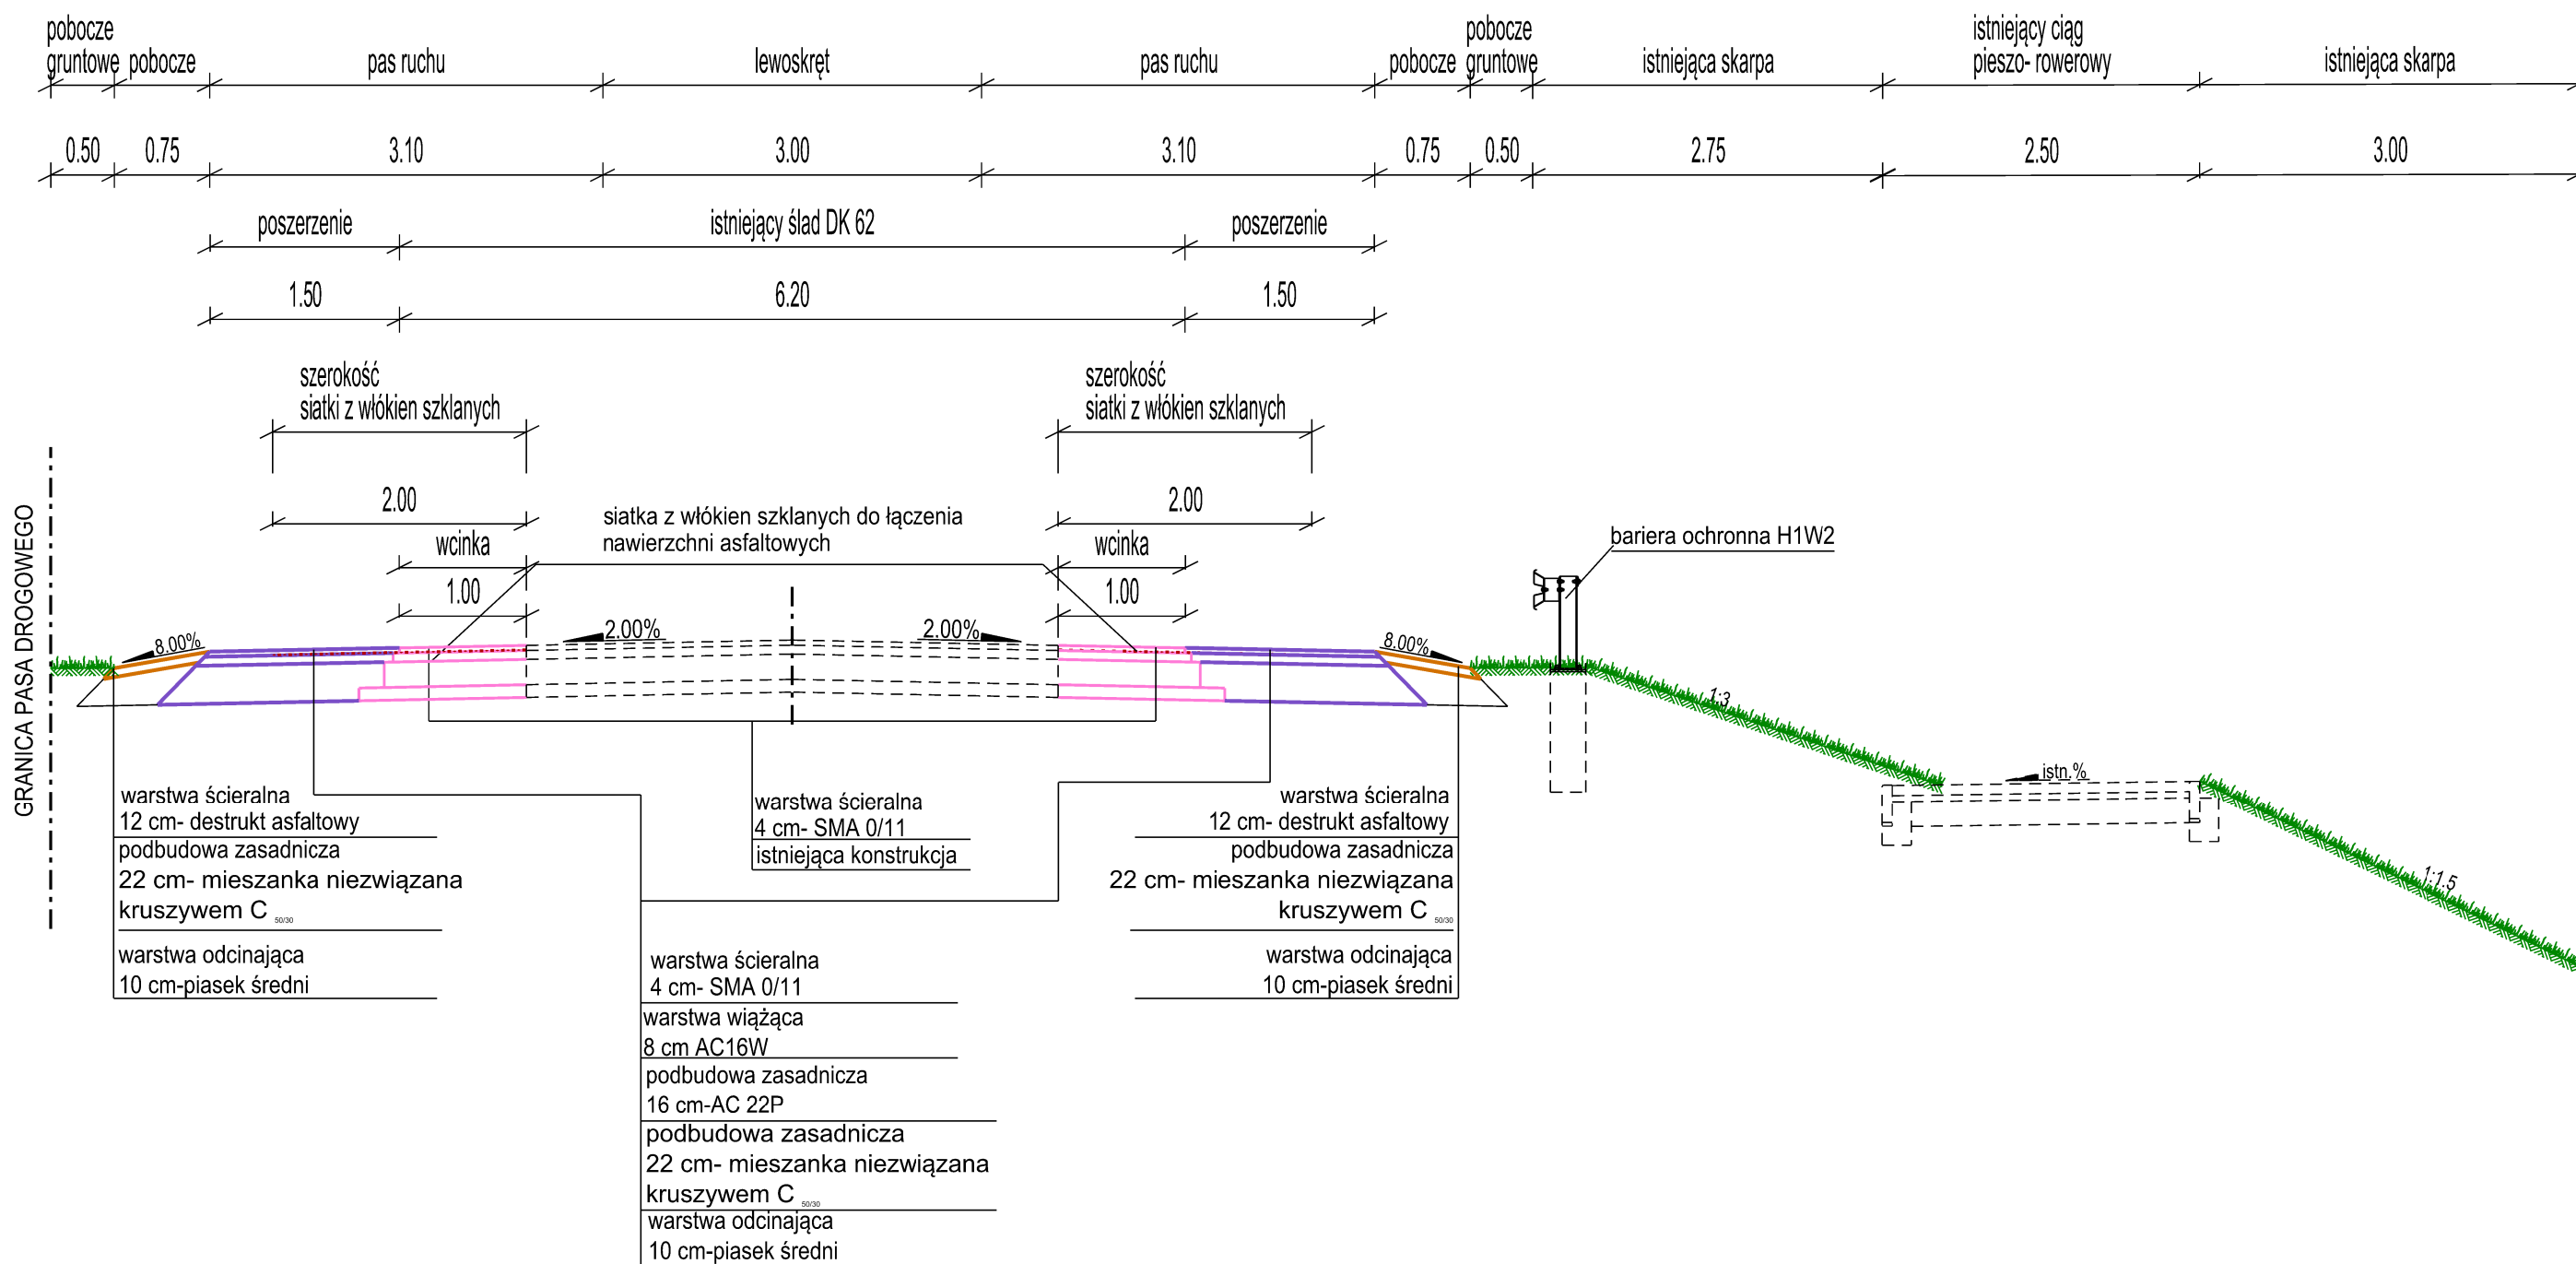 pobocze
gruntowe
pobocze
pas ruchu
lewoskręt
pas ruchu
pobocze
pobocze
gruntowe
istniejąca skarpa
istniejący ciąg
pieszo- rowerowy
istniejąca skarpa
0.50
0.75
3.10
3.00
3.10
0.75
0.50
2.75
2.50
3.00
poszerzenie
istniejący ślad DK 62
poszerzenie
1.50
6.20
1.50
szerokość
siatki z włókien szklanych
szerokość
siatki z włókien szklanych
2.00
2.00
siatka z włókien szklanych do łączenia
nawierzchni asfaltowych
wcinka
wcinka
1.00
1.00
bariera ochronna H1W2
GRANICA PASA DROGOWEGO
8.00%
2.00%
2.00%
8.00%
1:3
istn.%
1:1.5
warstwa ścieralna
12 cm- destrukt asfaltowy
podbudowa zasadnicza
22 cm- mieszanka niezwiązana
kruszywem C 50/30
warstwa odcinająca
10 cm-piasek średni
warstwa ścieralna
4 cm- SMA 0/11
istniejąca konstrukcja
warstwa ścieralna
12 cm- destrukt asfaltowy
podbudowa zasadnicza
22 cm- mieszanka niezwiązana
kruszywem C 50/30
warstwa odcinająca
10 cm-piasek średni
warstwa ścieralna
4 cm- SMA 0/11
warstwa wiążąca
8 cm AC16W
podbudowa zasadnicza
16 cm-AC 22P
podbudowa zasadnicza
22 cm- mieszanka niezwiązana
kruszywem C 50/30
warstwa odcinająca
10 cm-piasek średni